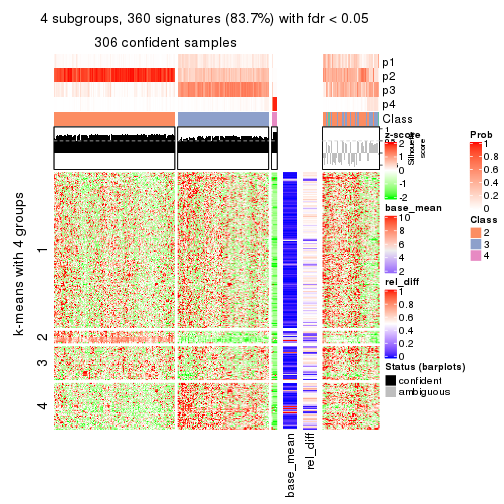 4 subgroups, 360 signatures (83.7%) with fdr < 0.05
306 confident samples
p1
p2
p3
p4
Class
1
Silhouette
score
k-means with 4 groups
1
2
3
4
base_mean
rel_diff
z-score
2
1
0
-1
-2
base_mean
10
8
6
4
2
rel_diff
1
0.8
0.6
0.4
0.2
0
Status (barplots)
confident
ambiguous
Prob
1
0.8
0.6
0.4
0.2
0
Class
2
3
4